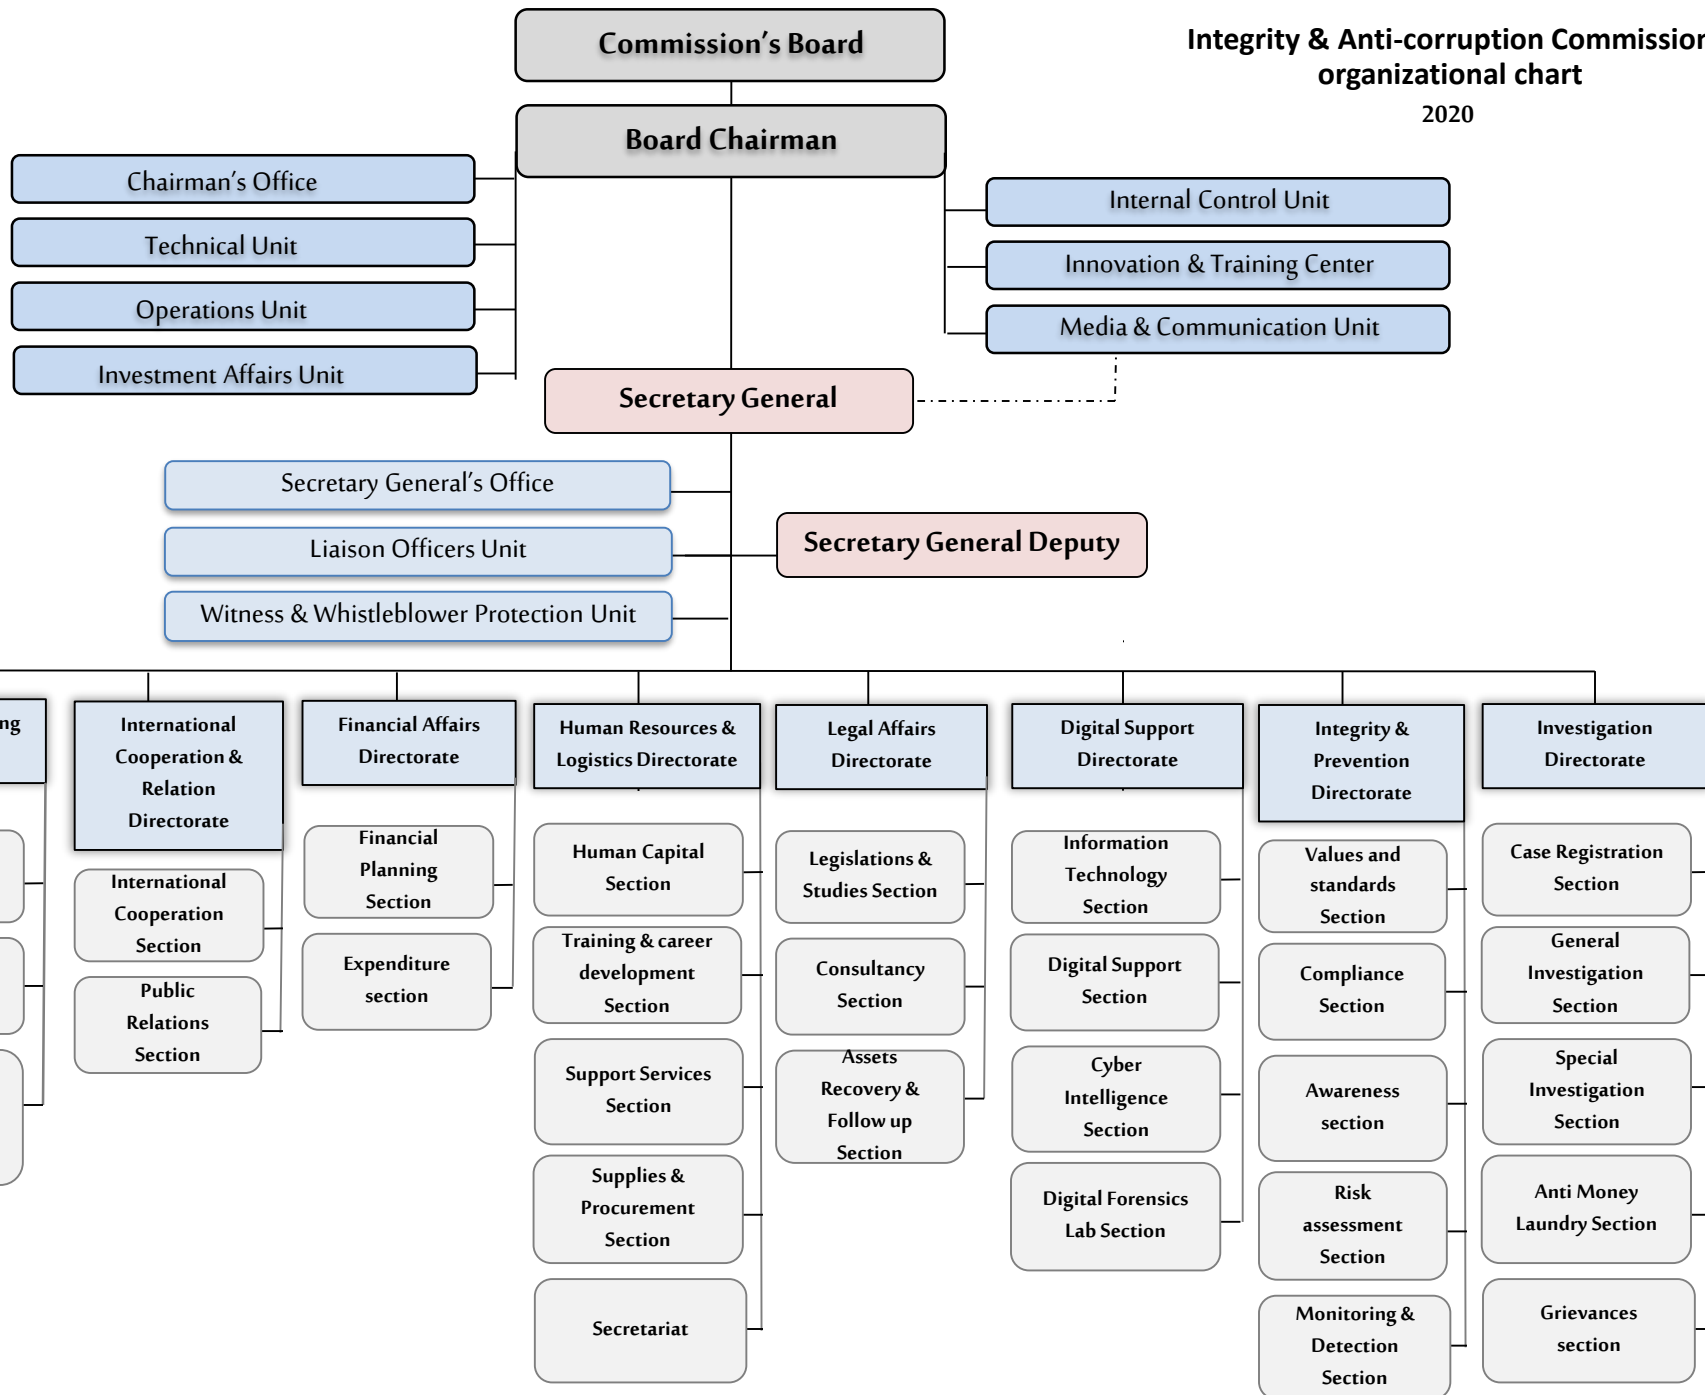 Commission's Board
Integrity & Anti-corruption Commission
organizational chart
2020
Board Chairman
Chairman's Office
Technical Unit
Operations Unit
Investment Affairs Unit
Internal Control Unit
Innovation & Training Center
Media & Communication Unit
Secretary General
Secretary General's Office
Liaison Officers Unit
Witness & Whistleblower Protection Unit
Secretary General Deputy
International
Cooperation &
Relation
Directorate
International
Cooperation
Section
Public
Relations
Section
Financial Affairs
Directorate
Financial
Planning
Section
Expenditure
section
Human Resources &
Logistics Directorate
Human Capital
Section
Training & career
development
Section
Support Services
Section
Supplies &
Procurement
Section
Secretariat
Legal Affairs
Directorate
Legislations &
Studies Section
Consultancy
Section
Assets
Recovery &
Follow up
Section
Digital Support
Directorate
Information
Technology
Section
Digital Support
Section
Cyber
Intelligence
Section
Digital Forensics
Lab Section
Integrity &
Prevention
Directorate
Values and
standards
Section
Compliance
Section
Awareness
section
Risk
assessment
Section
Monitoring &
Detection
Section
Investigation
Directorate
Case Registration
Section
General
Investigation
Section
Special
Investigation
Section
Anti Money
Laundry Section
Grievances
section